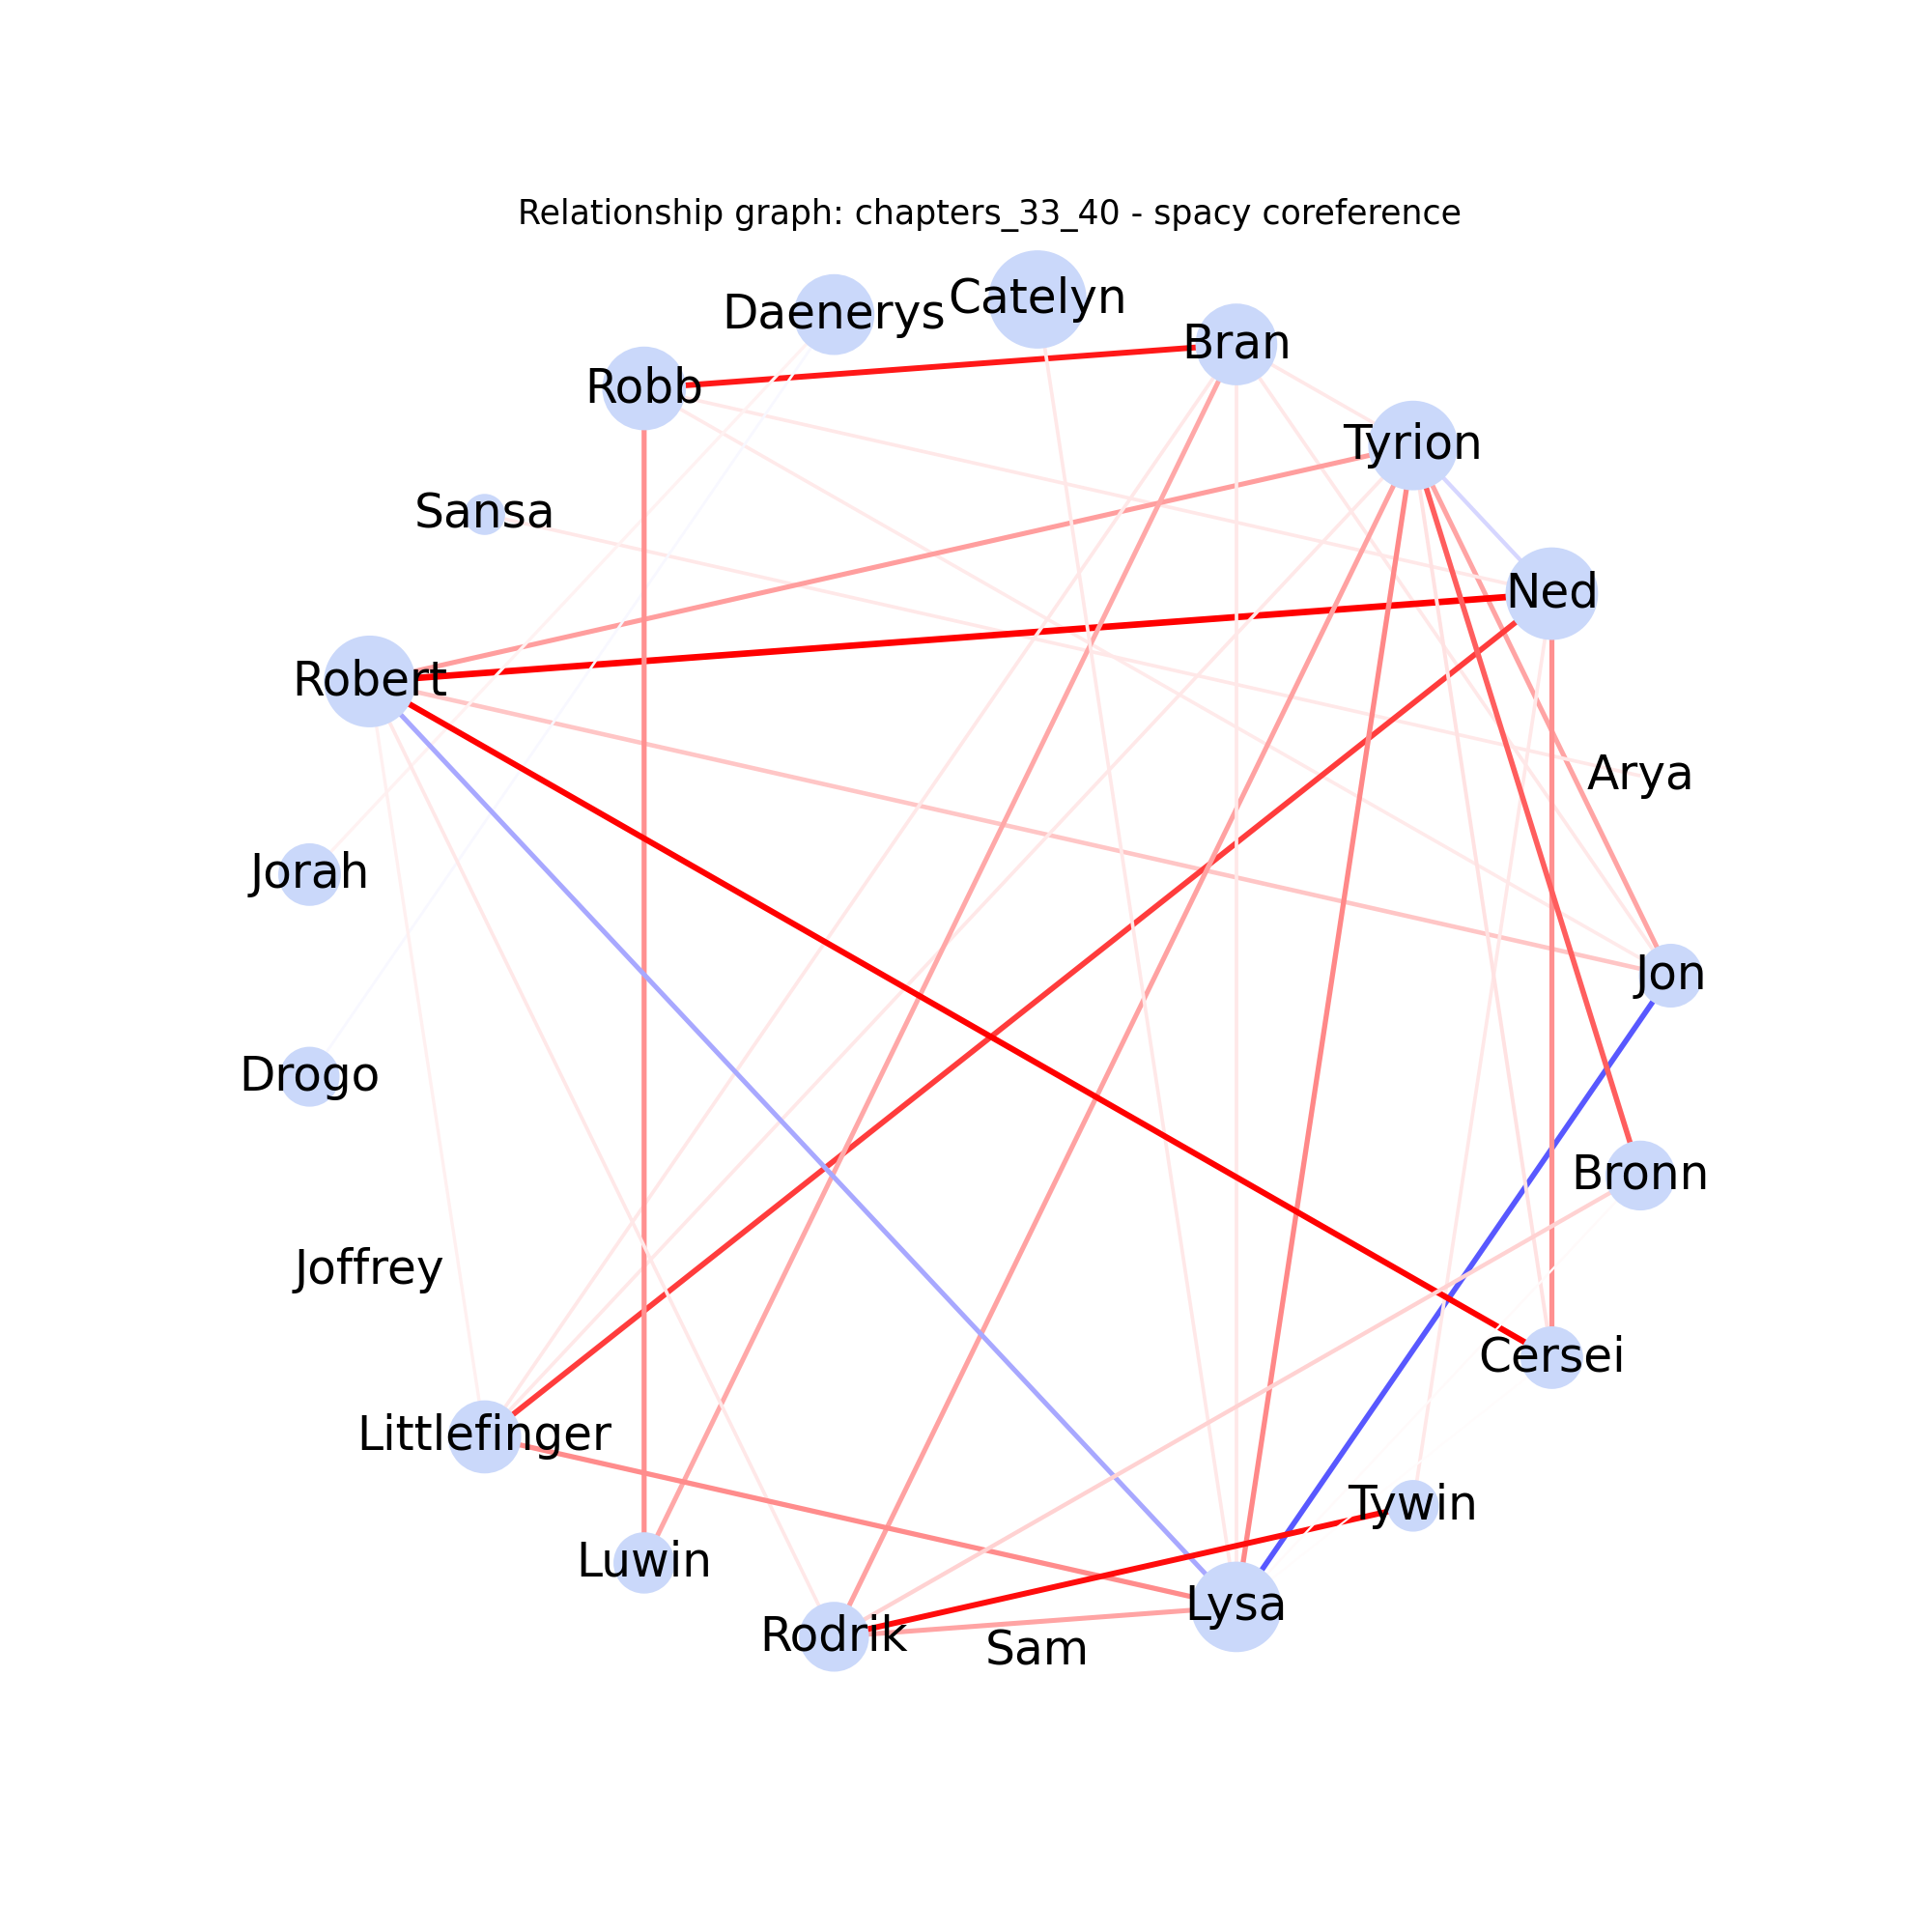 Relationship graph: chapters_33_40 - spacy coreference
Catelyn
Daenerys
Bran
Robb
Tyrion
Sansa
Ned
Robert
Arya
Jorah
Jon
Drogo
Bronn
Joffrey
Cersei
Littlefinger
Tywin
Luwin
Lysa
Rodrik
Sam